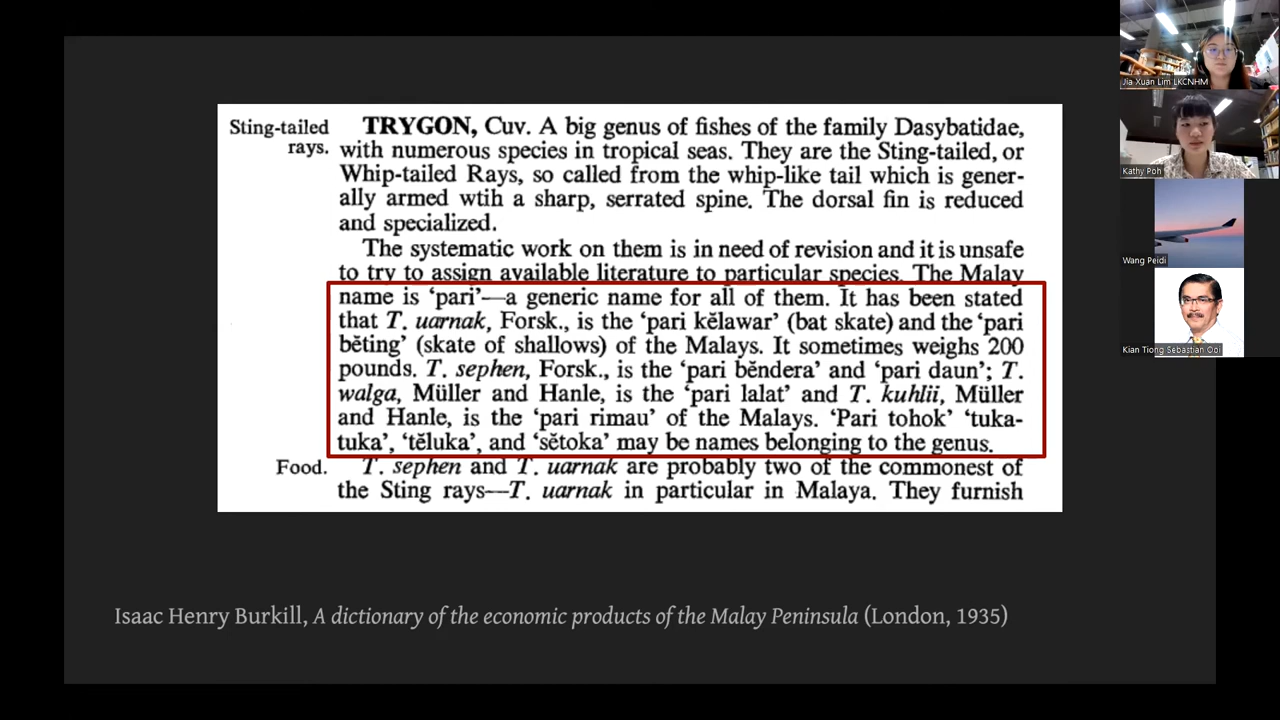 Sting-tailed
rays.
TRYGON, Cuv. A big genus of fishes of the family Dasybatidae,
with numerous species in tropical seas. They are the Sting-tailed, or
Whip-tailed Rays, so called from the whip-like tail which is gener-
ally armed wtih a sharp, serrated spine. The dorsal fin is reduced
and specialized.
The systematic work on them is in need of revision and it is unsafe
to try to assign available literature to particular species. The Malay
name is ‘pari’—a generic name for all of them. It has been stated
that T. uarnak, Forsk., is the ‘pari kĕlawar’ (bat skate) and the ‘pari
bĕting’ (skate of shallows) of the Malays. It sometimes weighs 200
pounds. T. sephen, Forsk., is the ‘pari bĕndera’ and ‘pari daun’; T.
walga, Müller and Hanle, is the ‘pari lalat’ and T. kuhlii, Müller
and Hanle, is the ‘pari rimau’ of the Malays. ‘Pari tohok’ ‘tuka-
tuka’, ‘tĕluka’, and ‘sĕtoka’ may be names belonging to the genus.
Food.
T. sephen and T. uarnak are probably two of the commonest of
the Sting rays—T. uarnak in particular in Malaya. They furnish
Isaac Henry Burkill, A dictionary of the economic products of the Malay Peninsula (London, 1935)
Jia Xuan Lim LKCNHM
Kathy Poh
Wang Peidi
Kian Tiong Sebastian Ooi